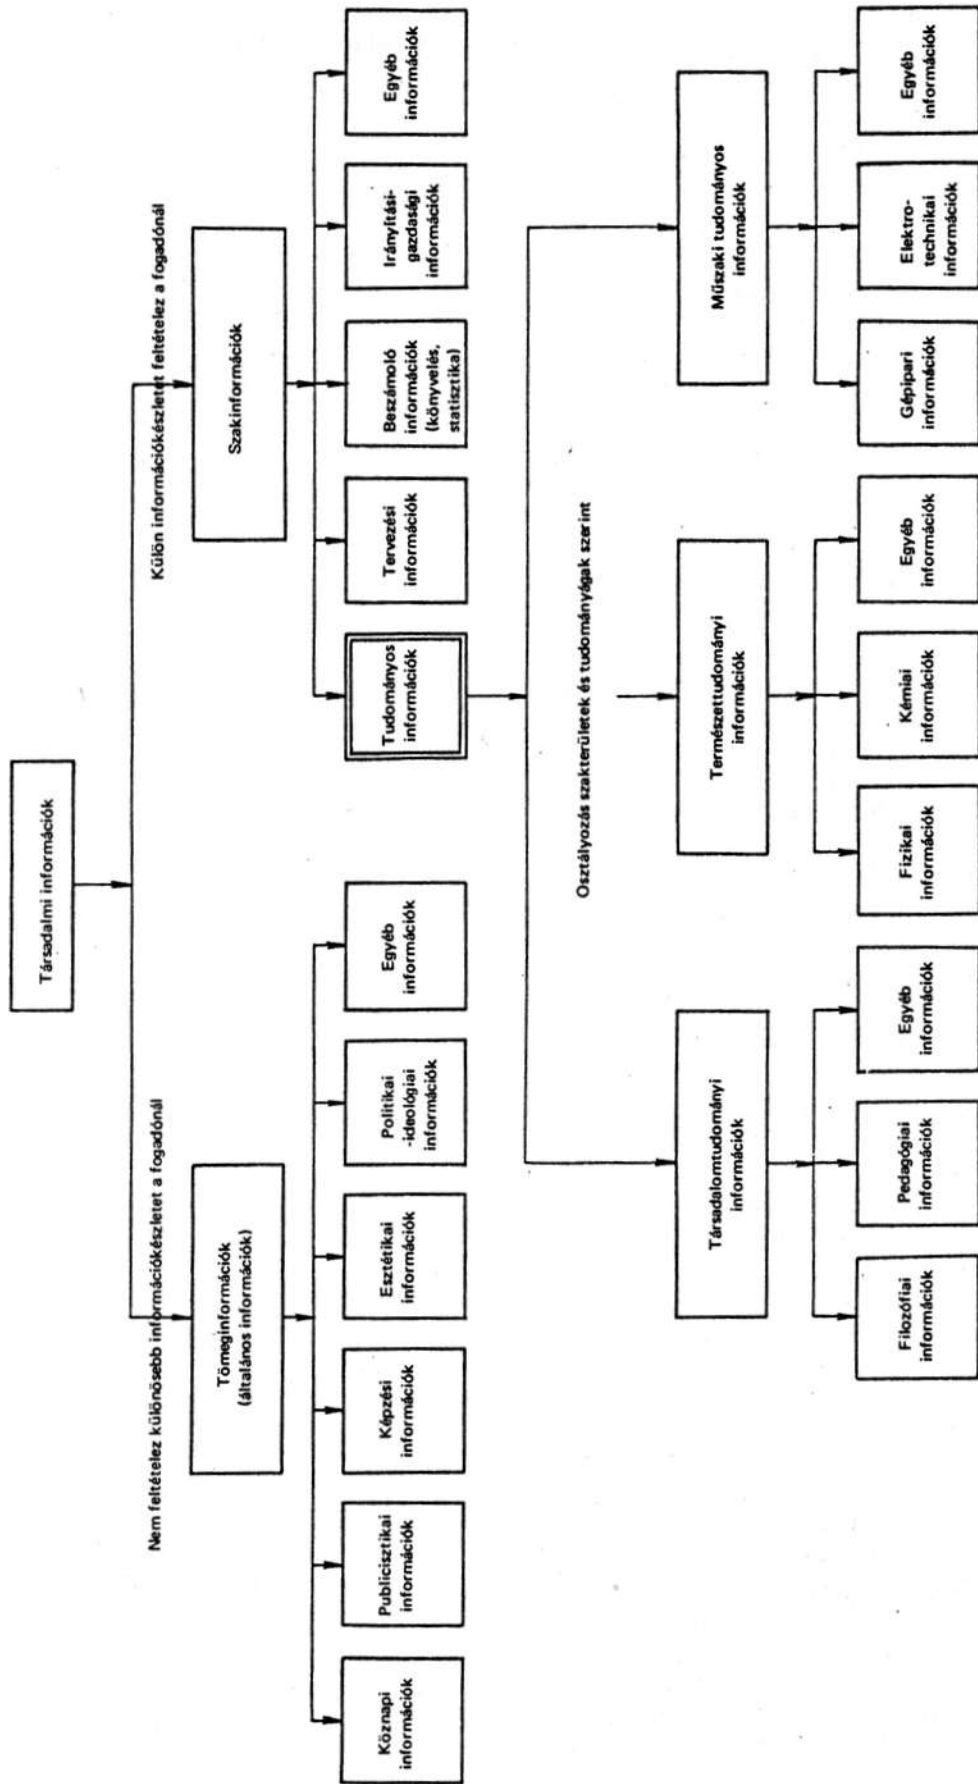 Társadalmi információk
Nem feltételez különösebb információkészletet a fogadónál
Külön információkészletet feltételez a fogadónál
Tömeginformációk
(általános információk)
Szakinformációk
Köznapi
információk
Publicisztikai
információk
Képzési
információk
Esztétikai
információk
Politikai
-ideológiai
információk
Egyéb
információk
Tudományos
információk
Tervezési
információk
Beszámoló
információk
(könyvelés,
statisztika)
Irányítási-
gazdasági
információk
Egyéb
információk
Osztályozás szakterületek és tudományágak szerint
Társadalomtudományi
információk
Természettudományi
információk
Műszaki tudományos
információk
Filozófiai
információk
Pedagógiai
információk
Egyéb
információk
Fizikai
információk
Kémiai
információk
Egyéb
információk
Gépipari
információk
Elektro-
technikai
információk
Egyéb
információk